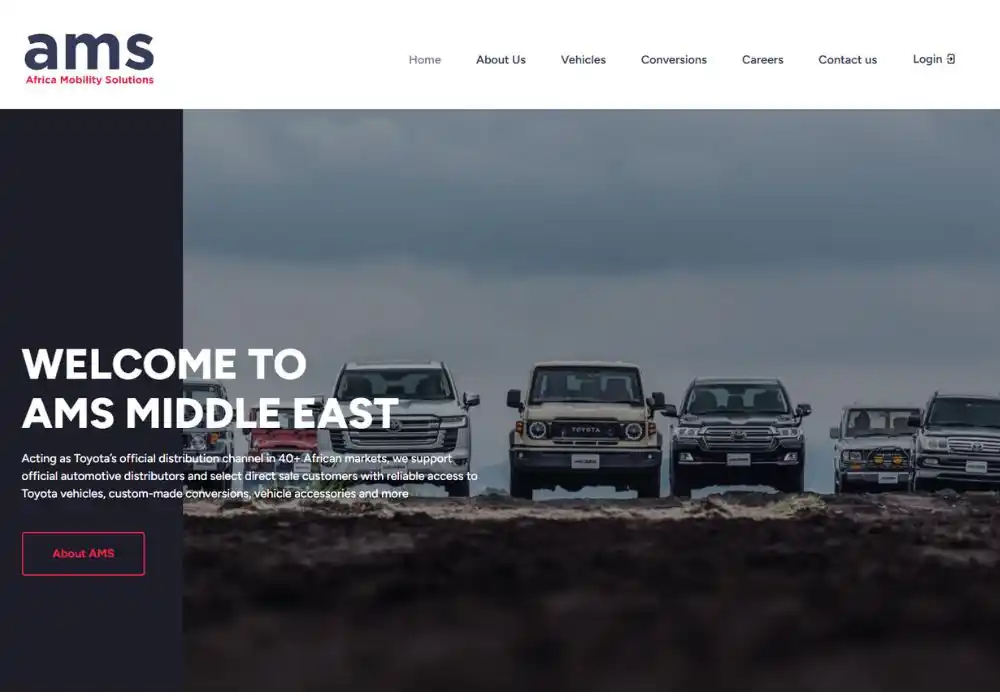 ams
Africa Mobility Solutions
Home
About Us
Vehicles
Conversions
Careers
Contact us
Login
WELCOME TO
AMS MIDDLE EAST
Acting as Toyota's official distribution channel in 40+ African markets, we support
official automotive distributors and select direct sale customers with reliable access to
Toyota vehicles, custom-made conversions, vehicle accessories and more
About AMS
TOYOTA